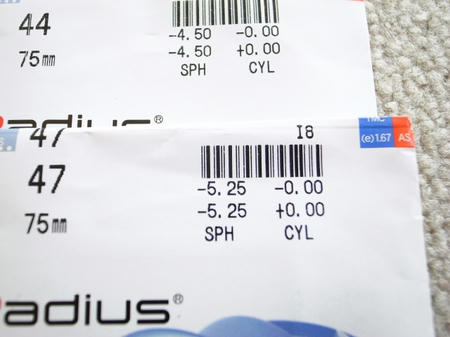 44
75mm
-4.50 -0.00
-4.50 +0.00
SPH CYL
adius®
47
I8
TMC
(e)1.67 AS
47
75mm
-5.25 -0.00
-5.25 +0.00
SPH CYL
adius®